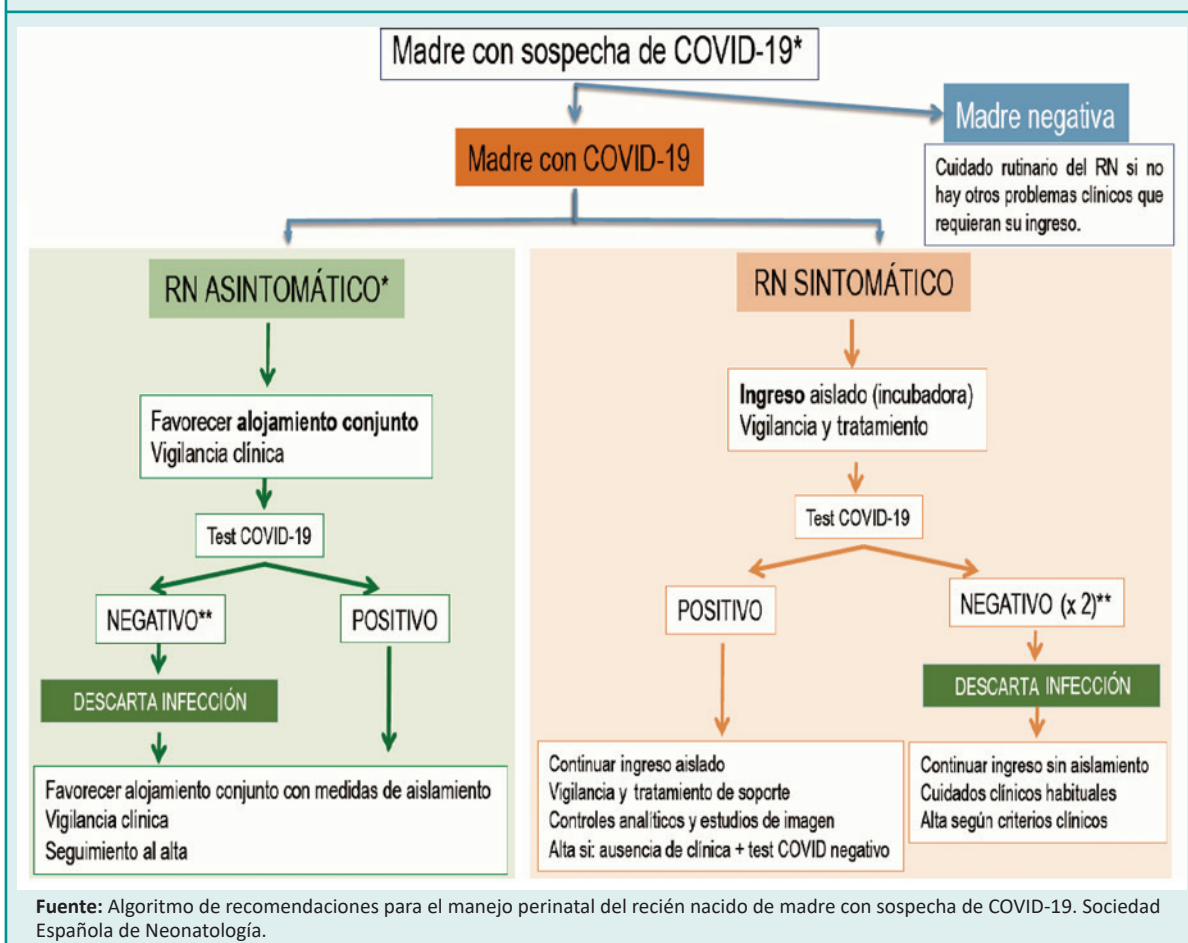 Madre con sospecha de COVID-19*
Madre negativa
Cuidado rutinario del RN si no
hay otros problemas clínicos que
requieran su ingreso.
Madre con COVID-19
RN ASINTOMÁTICO*
Favorecer alojamiento conjunto
Vigilancia clínica
Test COVID-19
NEGATIVO**
POSITIVO
DESCARTA INFECCIÓN
Favorecer alojamiento conjunto con medidas de aislamiento
Vigilancia clínica
Seguimiento al alta
RN SINTOMÁTICO
Ingreso aislado (incubadora)
Vigilancia y tratamiento
Test COVID-19
POSITIVO
NEGATIVO (x 2)**
DESCARTA INFECCIÓN
Continuar ingreso aislado
Vigilancia y tratamiento de soporte
Controles analíticos y estudios de imagen
Alta si: ausencia de clínica + test COVID negativo
Continuar ingreso sin aislamiento
Cuidados clínicos habituales
Alta según criterios clínicos
Fuente: Algoritmo de recomendaciones para el manejo perinatal del recién nacido de madre con sospecha de COVID-19. Sociedad
Española de Neonatología.